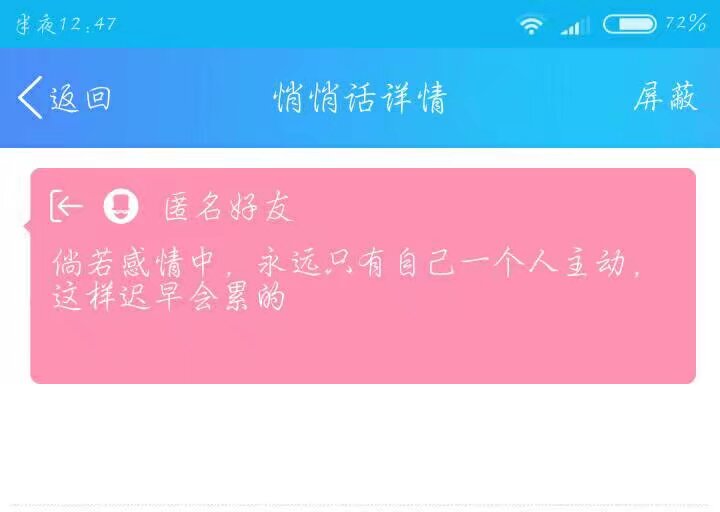 半夜12:47
72%
返回
悄悄话详情
屏蔽
匿名好友
倘若感情中，永远只有自己一个人主动，
这样迟早会累的